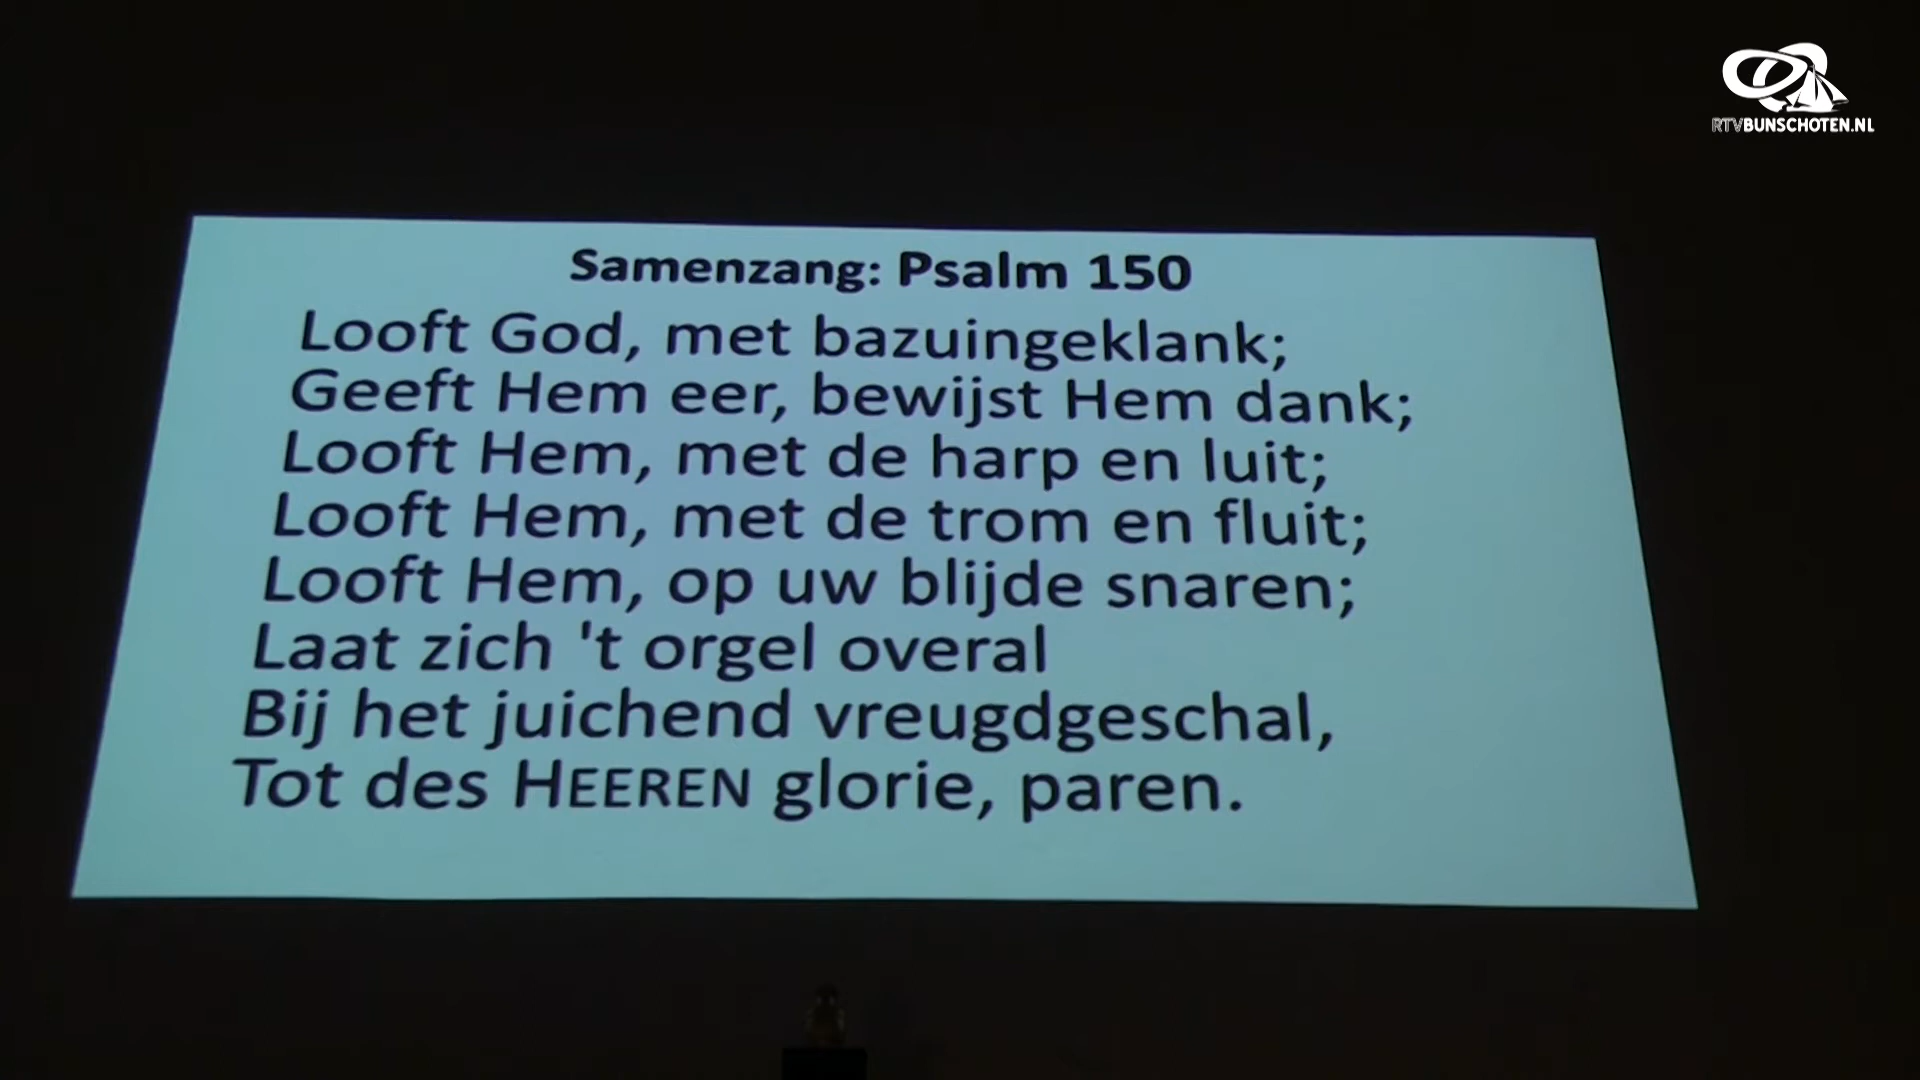 RTVBUNSCHOTEN.NL
Samenzang: Psalm 150
Looft God, met bazuingeklank;
Geeft Hem eer, bewijst Hem dank;
Looft Hem, met de harp en luit;
Looft Hem, met de trom en fluit;
Looft Hem, op uw blijde snaren;
Laat zich 't orgel overal
Bij het juichend vreugdgeschal,
Tot des HEEREN glorie, paren.